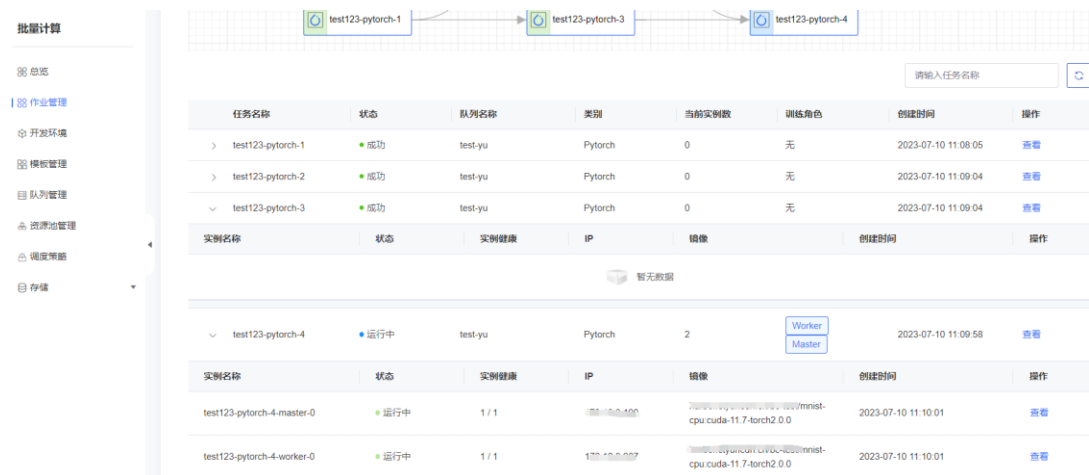 批量计算
总览
作业管理
开发环境
模板管理
队列管理
资源池管理
调度策略
存储
test123-pytorch-1 test123-pytorch-3 test123-pytorch-4
请输入任务名称
任务名称 状态 队列名称 类别 当前实例数 训练角色 创建时间 操作
test123-pytorch-1 成功 test-yu Pytorch 0 无 2023-07-10 11:08:05 查看
test123-pytorch-2 成功 test-yu Pytorch 0 无 2023-07-10 11:09:04 查看
test123-pytorch-3 成功 test-yu Pytorch 0 无 2023-07-10 11:09:04 查看
实例名称 状态 实例健康 IP 镜像 创建时间 操作
暂无数据
test123-pytorch-4 运行中 test-yu Pytorch 2 Worker Master 2023-07-10 11:09:58 查看
实例名称 状态 实例健康 IP 镜像 创建时间 操作
test123-pytorch-4-master-0 运行中 1 / 1 /mnist-cpu:cuda-11.7-torch2.0.0 2023-07-10 11:10:01 查看
test123-pytorch-4-worker-0 运行中 1 / 1 mnist-cpu:cuda-11.7-torch2.0.0 2023-07-10 11:10:01 查看